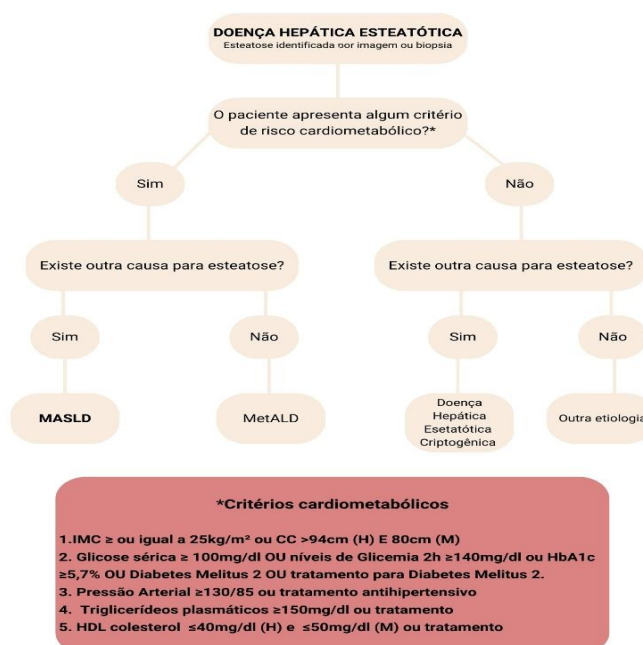 DOENÇA HEPÁTICA ESTEATÓTICA
Esteatose identificada por imagem ou biopsia
O paciente apresenta algum critério
de risco cardiometabólico?*
Sim
Não
Existe outra causa para esteatose?
Existe outra causa para esteatose?
Sim
Não
Sim
Não
MASLD
MetALD
Doença
Hepática
Esetatótica
Criptogênica
Outra etiologia
*Critérios cardiometabólicos
1.IMC ≥ ou igual a 25kg/m² ou CC >94cm (H) E 80cm (M)
2. Glicose sérica ≥ 100mg/dl OU níveis de Glicemia 2h ≥140mg/dl ou HbA1c
≥5,7% OU Diabetes Melitus 2 OU tratamento para Diabetes Melitus 2.
3. Pressão Arterial ≥130/85 ou tratamento antihipertensivo
4. Triglicerídeos plasmáticos ≥150mg/dl ou tratamento
5. HDL colesterol ≤40mg/dl (H) e ≤50mg/dl (M) ou tratamento